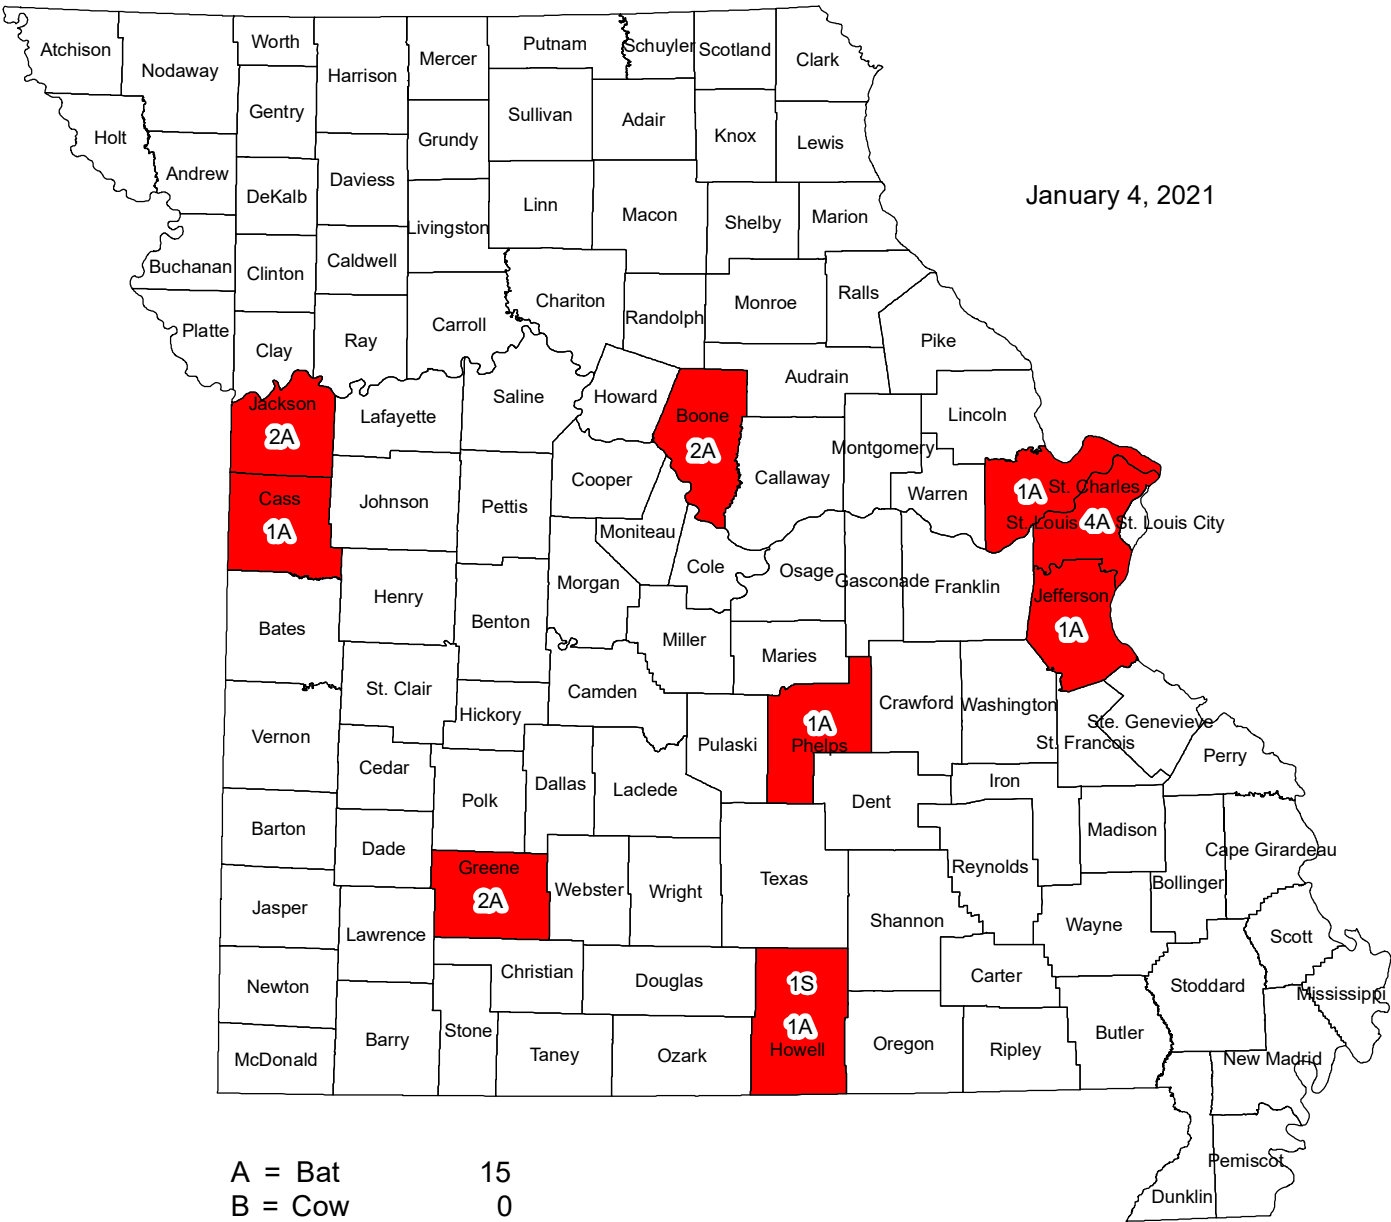 Atchison
Nodaway
Worth
Harrison
Mercer
Putnam
Schuyler
Scotland
Clark
Holt
Gentry
Sullivan
Adair
Knox
Lewis
Grundy
Andrew
DeKalb
Daviess
January 4, 2021
Linn
Macon
Shelby
Marion
Livingston
Buchanan
Clinton
Caldwell
Chariton
Randolph
Monroe
Ralls
Platte
Clay
Ray
Carroll
Pike
Audrain
Jackson
2A
Lafayette
Saline
Howard
Boone
2A
Lincoln
Montgomery
Callaway
Cooper
Warren
1A
St. Charles
Cass
1A
Johnson
Pettis
Moniteau
St. Louis
4A
St. Louis City
Cole
Osage
Gasconade
Franklin
Morgan
Henry
Jefferson
1A
Bates
Benton
Miller
Maries
St. Clair
Camden
Hickory
Crawford
Washington
1A
Phelps
Ste. Genevieve
St. Francois
Vernon
Pulaski
Perry
Cedar
Dallas
Laclede
Iron
Polk
Dent
Barton
Madison
Dade
Cape Girardeau
Greene
2A
Reynolds
Texas
Bollinger
Webster
Wright
Jasper
Shannon
Wayne
Lawrence
Scott
Christian
Douglas
1S
Carter
Newton
Stoddard
Mississippi
1A
Howell
Stone
Barry
Taney
Ozark
Oregon
Ripley
Butler
McDonald
New Madrid
Pemiscot
Dunklin
A = Bat 15
B = Cow 0